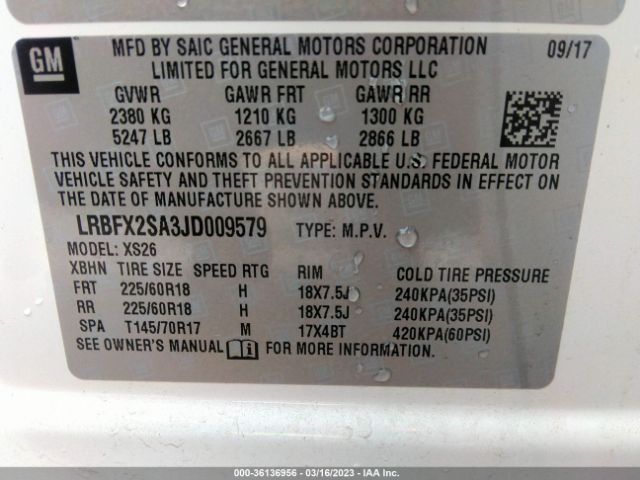 GM
MFD BY SAIC GENERAL MOTORS CORPORATION 09/17
LIMITED FOR GENERAL MOTORS LLC
GVWR GAWR FRT GAWR RR
2380 KG 1210 KG 1300 KG
5247 LB 2667 LB 2866 LB
THIS VEHICLE CONFORMS TO ALL APPLICABLE U.S. FEDERAL MOTOR
VEHICLE SAFETY AND THEFT PREVENTION STANDARDS IN EFFECT ON
THE DATE OF MANUFACTURE SHOWN ABOVE.
LRBFX2SA3JD009579 TYPE: M.P.V.
MODEL: XS26
XBHN TIRE SIZE SPEED RTG RIM COLD TIRE PRESSURE
FRT 225/60R18 H 18X7.5J 240KPA(35PSI)
RR 225/60R18 H 18X7.5J 240KPA(35PSI)
SPA T145/70R17 M 17X4BT 420KPA(60PSI)
SEE OWNER'S MANUAL FOR MORE INFORMATION.
000-36136956 — 03/16/2023 — IAA Inc.